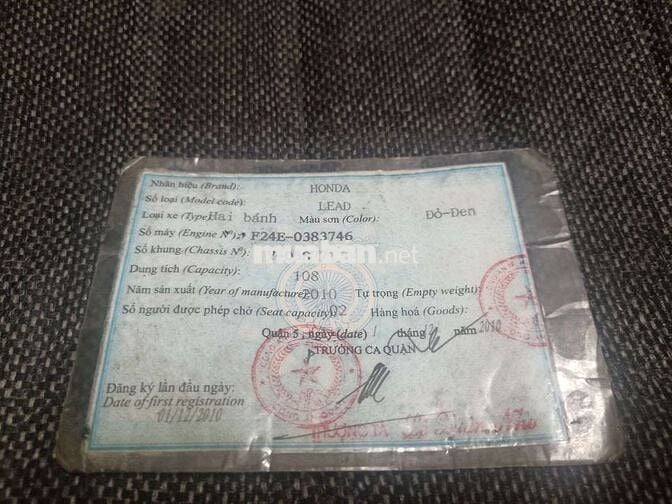 Nhãn hiệu (Brand): HONDA
Số loại (Model code): LEAD
Loại xe (Type): Hai bánh Màu sơn (Color): Đỏ-Đen
Số máy (Engine Nº): F24E-0383746
Số khung (Chassis Nº):
muaban.net
Dung tích (Capacity): 108
Năm sản xuất (Year of manufacture): 2010 Tự trọng (Empty weight):
Số người được phép chở (Seat capacity): 02 Hàng hoá (Goods):
Quận 5, ngày (date) 1 tháng năm 2010
TRƯỞNG CA QUẬN
Đăng ký lần đầu ngày:
Date of first registration
01/12/2010
THƯỢNG TÁ